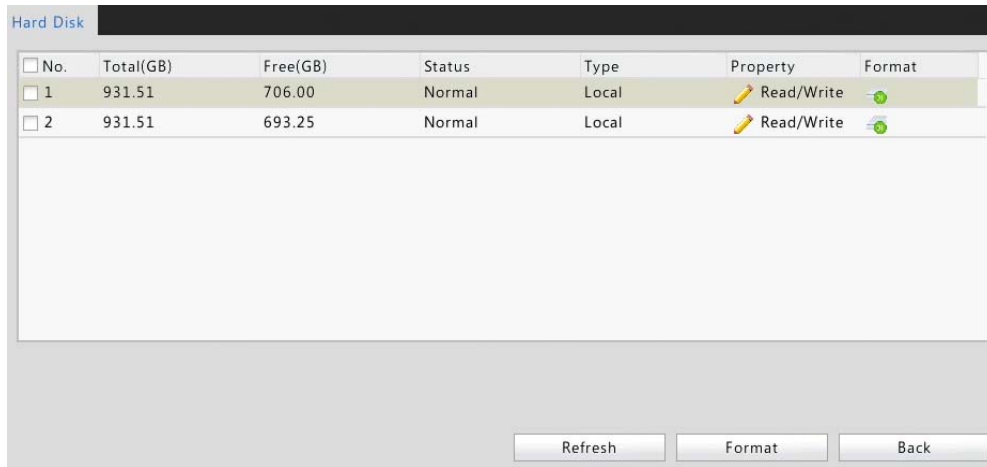 Hard Disk
No. Total(GB) Free(GB) Status Type Property Format
1 931.51 706.00 Normal Local Read/Write
2 931.51 693.25 Normal Local Read/Write
Refresh Format Back